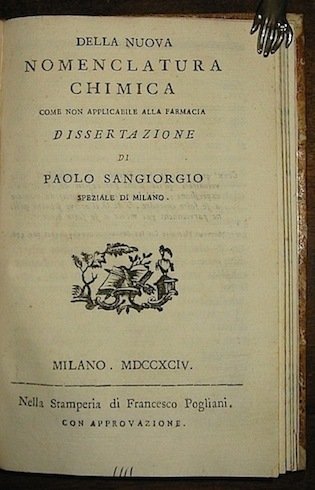 DELLA NUOVA
NOMENCLATURA
CHIMICA
COME NON APPLICABILE ALLA FARMACIA
DISSERTAZIONE
DI
PAOLO SANGIORGIO
SPEZIALE DI MILANO.
MILANO. MDCCXCIV.
Nella Stamperia di Francesco Pogliani.
CON APPROVAZIONE.